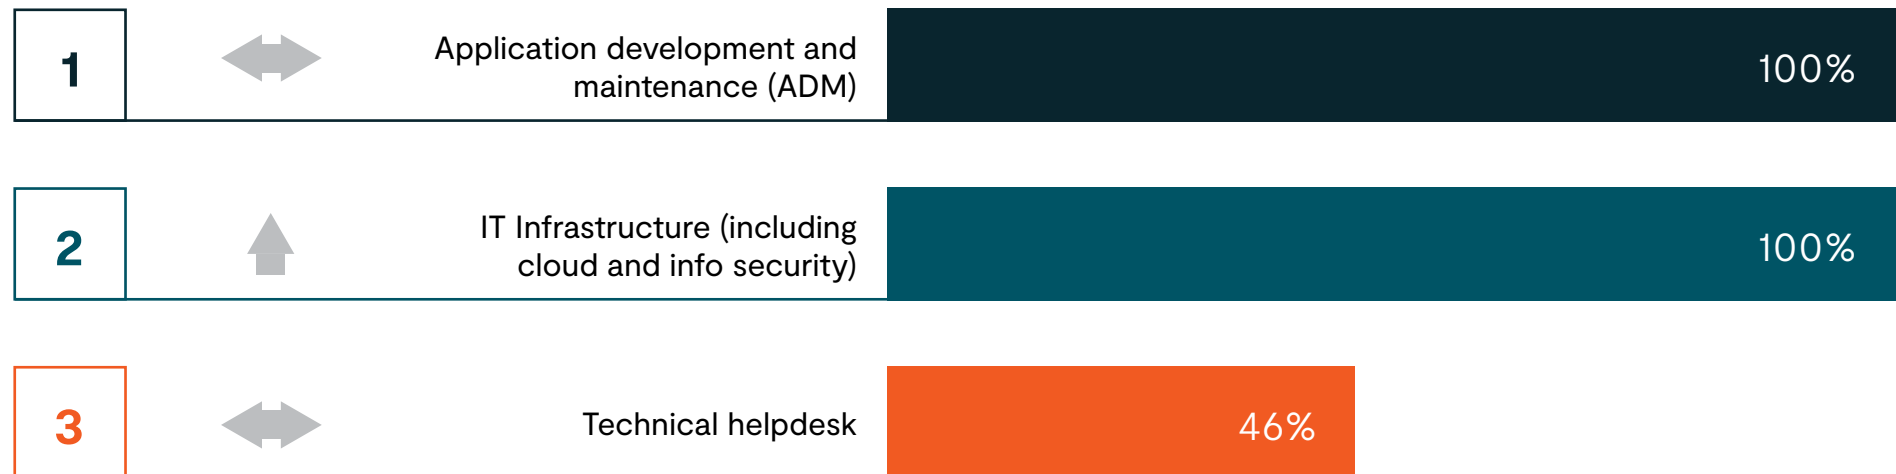 1
Application development and
maintenance (ADM)
100%
2
IT Infrastructure (including
cloud and info security)
100%
3
Technical helpdesk
46%